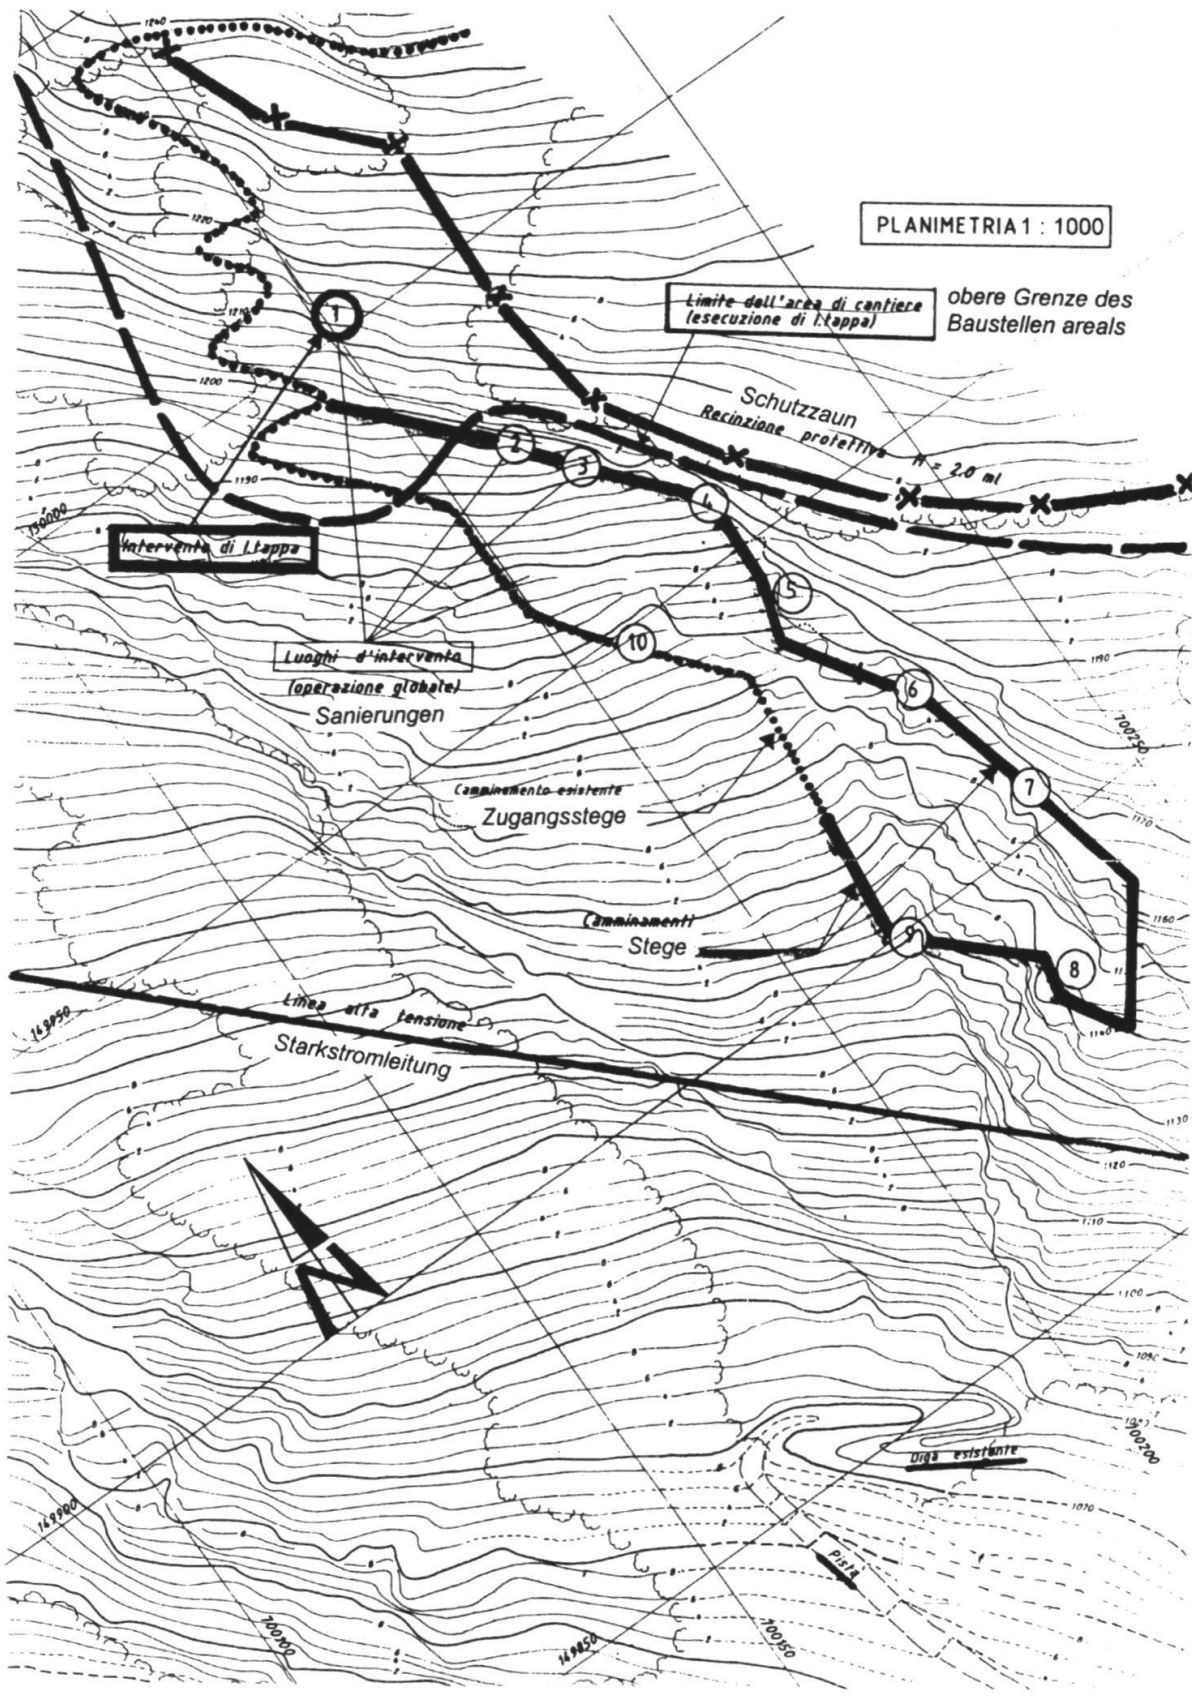 1240
PLANIMETRIA 1 : 1000
1220
Limite dell'area di cantiere
(esecuzione di I.tappa)
obere Grenze des
Baustellen areals
1210
1
1200
Schutzzaun
Recinzione protettiva H = 2.0 ml
2
3
4
1190
150000
Intervento di I.tappa
5
10
Luoghi d'intervento
(operazione globale)
Sanierungen
1190
6
700250
Camminamento esistente
Zugangsstege
7
1170
Camminamenti
Stege
9
1160
8
Linea alta tensione
Starkstromleitung
149950
1140
1130
1120
1110
N
1100
1090
Diga esistente
700200
149900
1070
Pista
700100
149850
700150